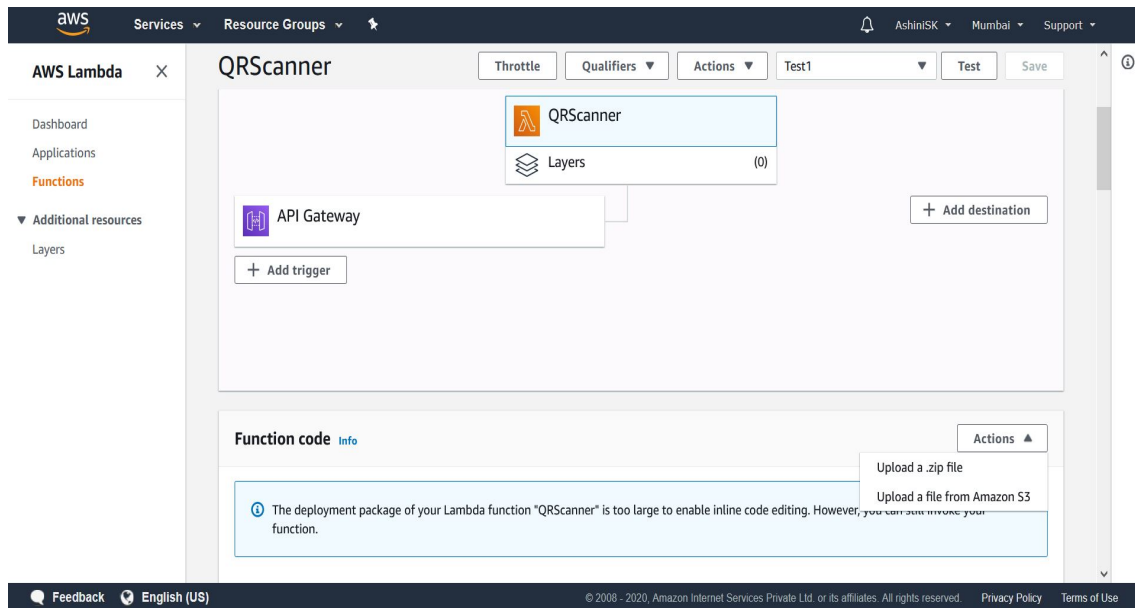 aws Services Resource Groups AshiniSK Mumbai Support
AWS Lambda
Dashboard
Applications
Functions
Additional resources
Layers
QRScanner Throttle Qualifiers Actions Test1 Test Save
QRScanner
Layers (0)
API Gateway
+ Add destination
+ Add trigger
Function code Info
Actions
Upload a .zip file
Upload a file from Amazon S3
The deployment package of your Lambda function "QRScanner" is too large to enable inline code editing. However, you can still invoke your
function.
Feedback English (US) © 2008 - 2020, Amazon Internet Services Private Ltd. or its affiliates. All rights reserved. Privacy Policy Terms of Use